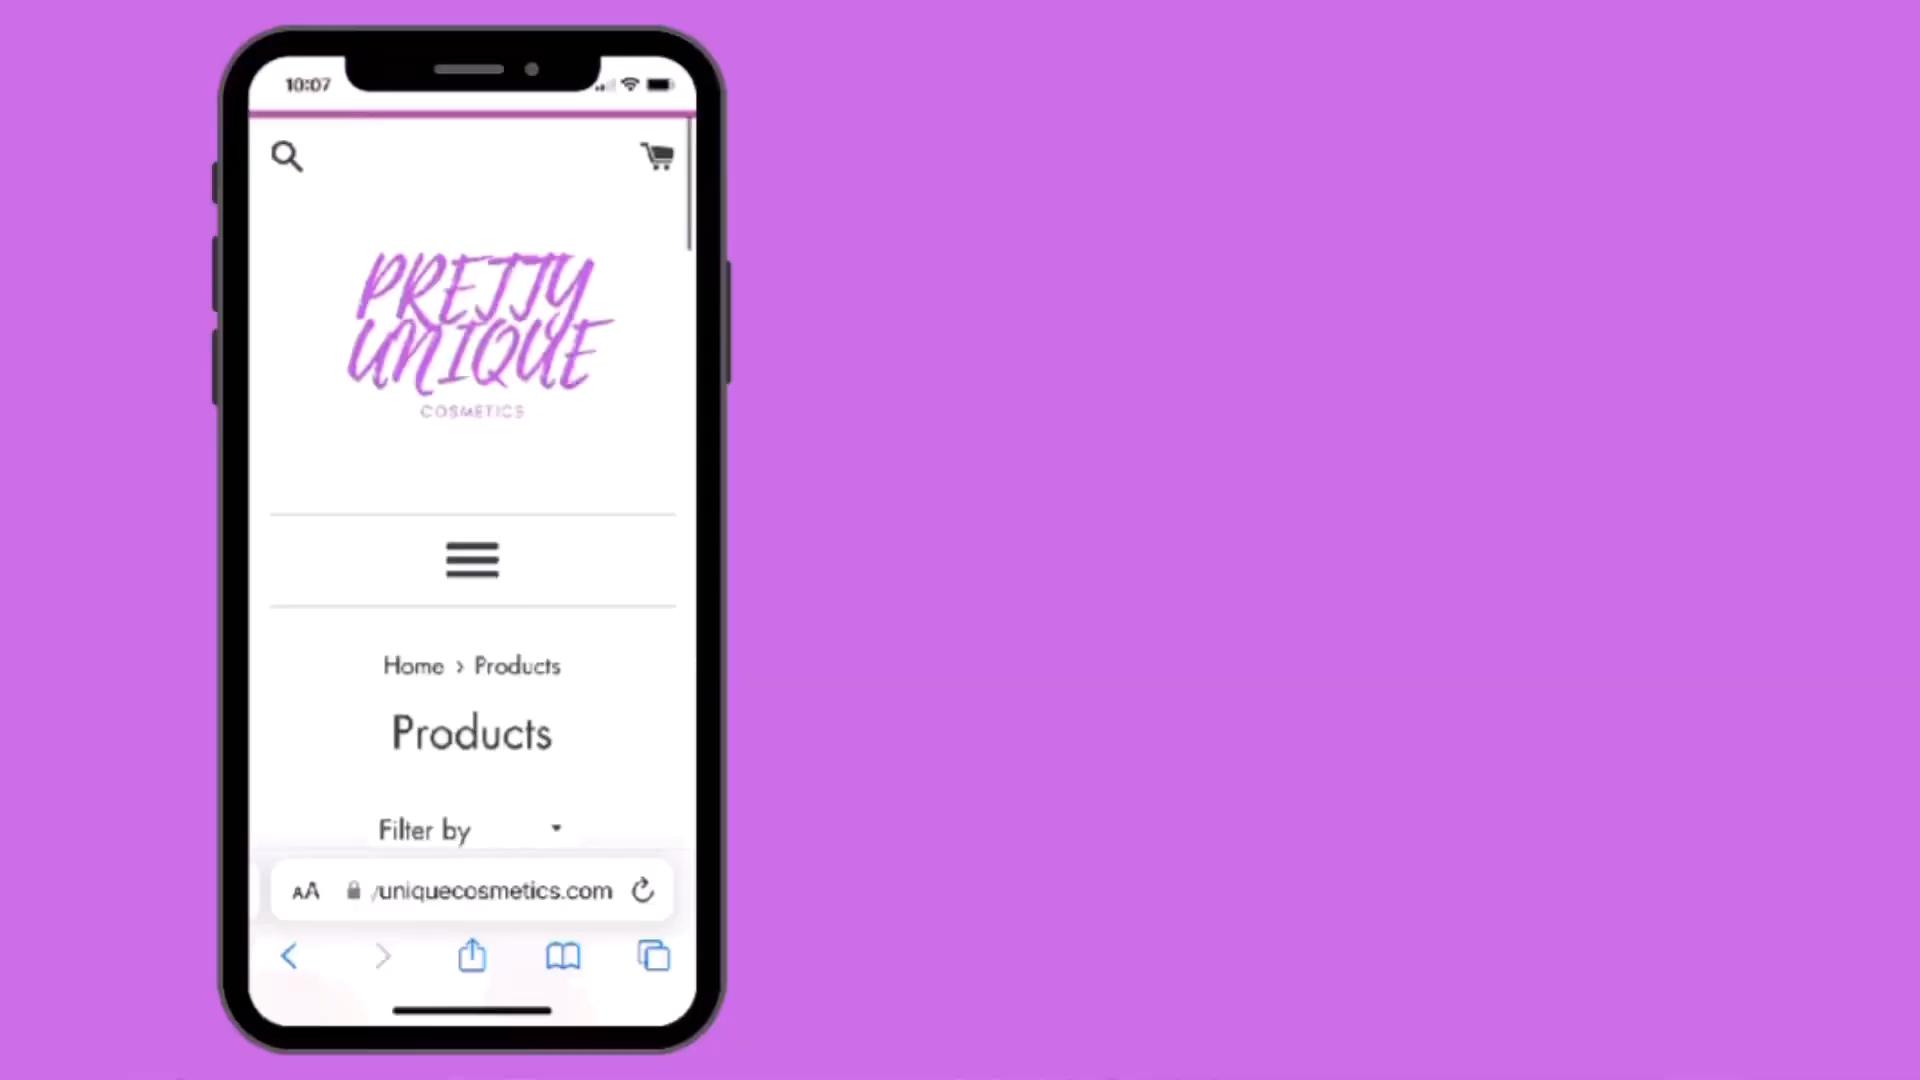 10:07
PRETTY
UNIQUE
COSMETICS
Home › Products
Products
Filter by
AA /uniquecosmetics.com